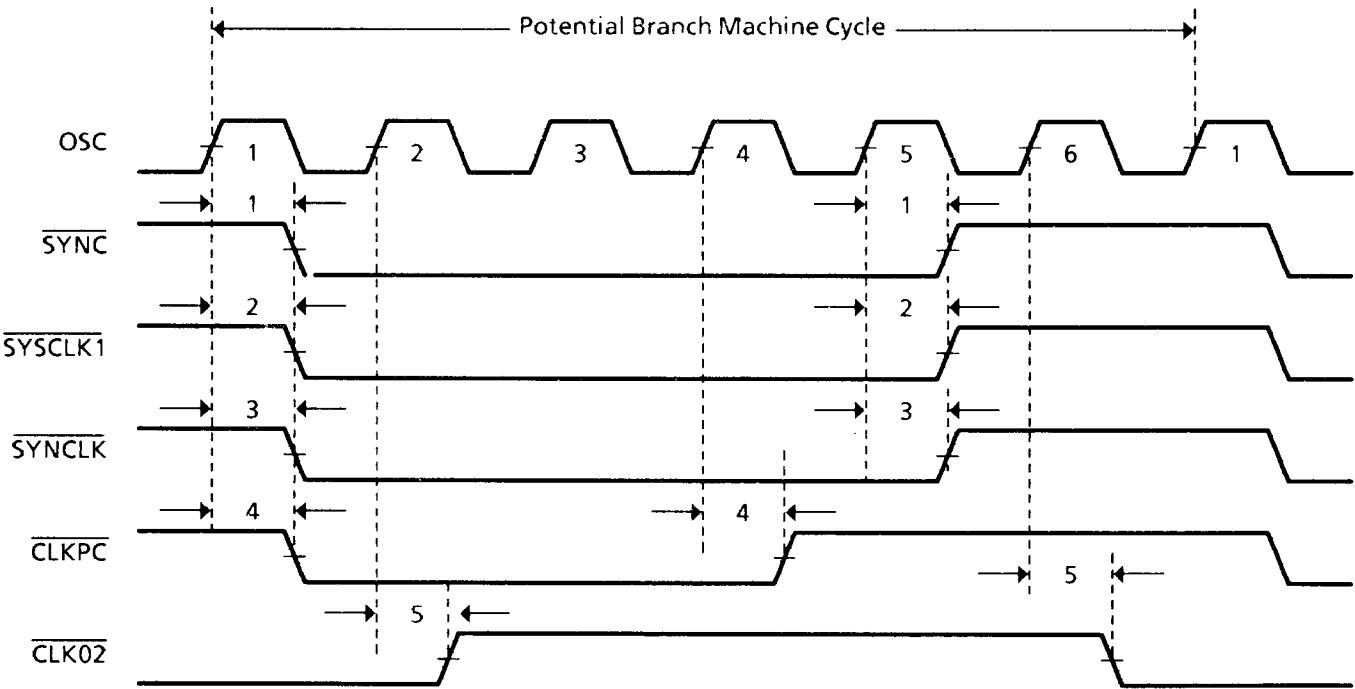 Potential Branch Machine Cycle
OSC
1 2 3 4 5 6 1
1 1
SYNC
2 2
SYSCLK1
3 3
SYNCLK
4 4
CLKPC
5
5
CLK02